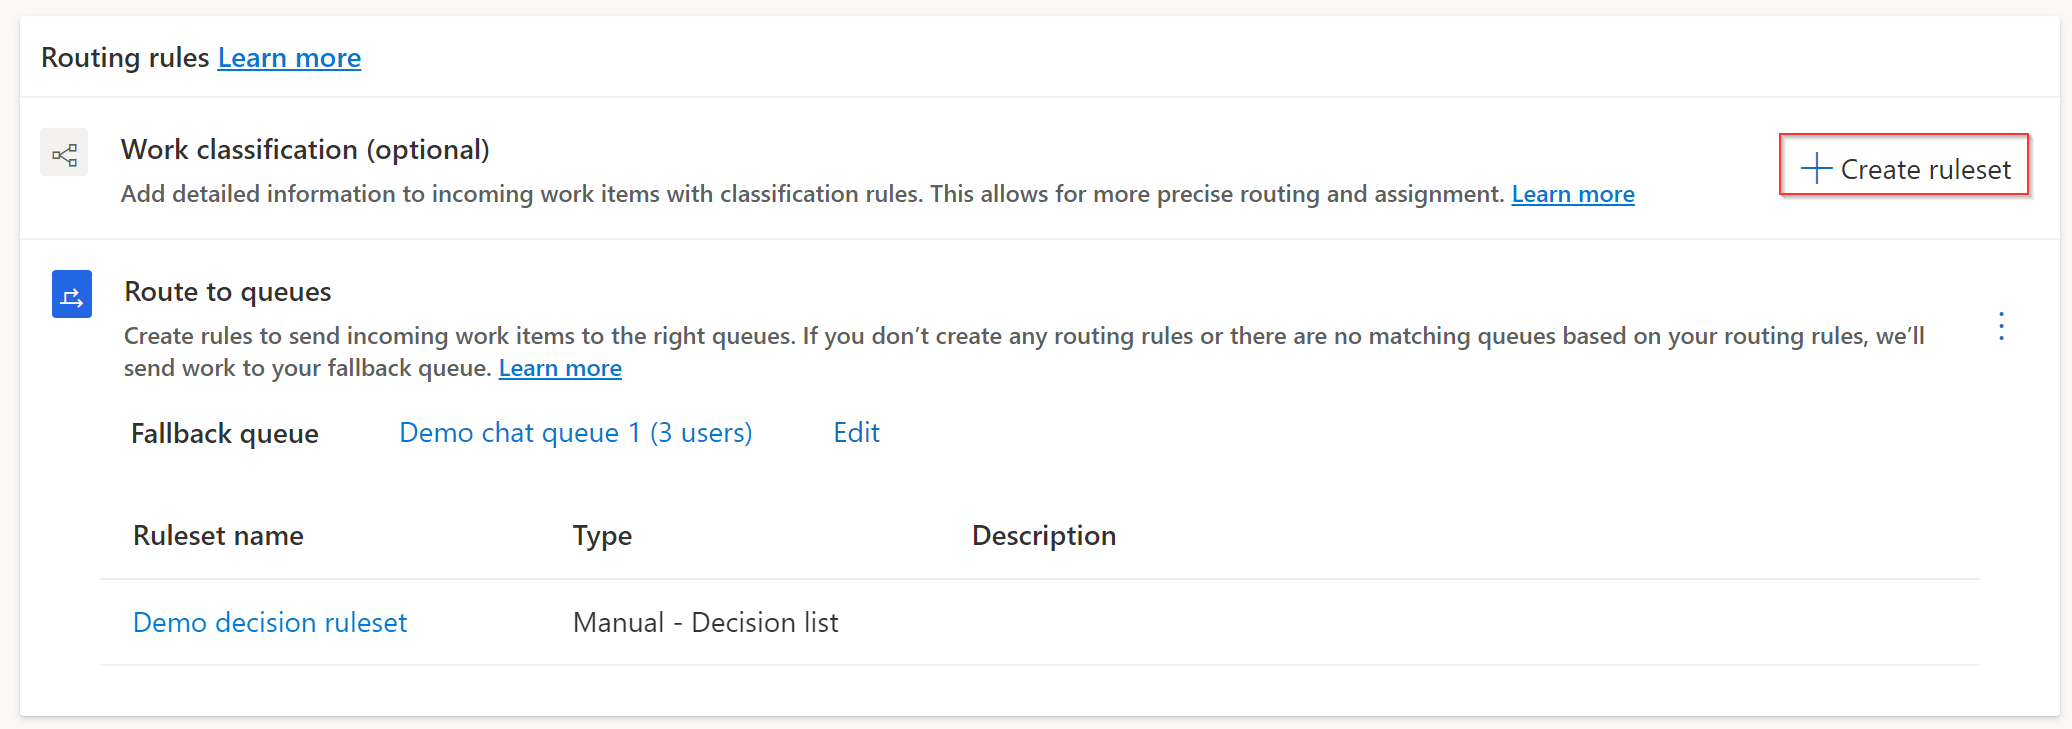 Routing rules Learn more
Work classification (optional)
Add detailed information to incoming work items with classification rules. This allows for more precise routing and assignment. Learn more
Create ruleset
Route to queues
Create rules to send incoming work items to the right queues. If you don’t create any routing rules or there are no matching queues based on your routing rules, we’ll
send work to your fallback queue. Learn more
Fallback queue Demo chat queue 1 (3 users) Edit
Ruleset name Type Description
Demo decision ruleset Manual - Decision list